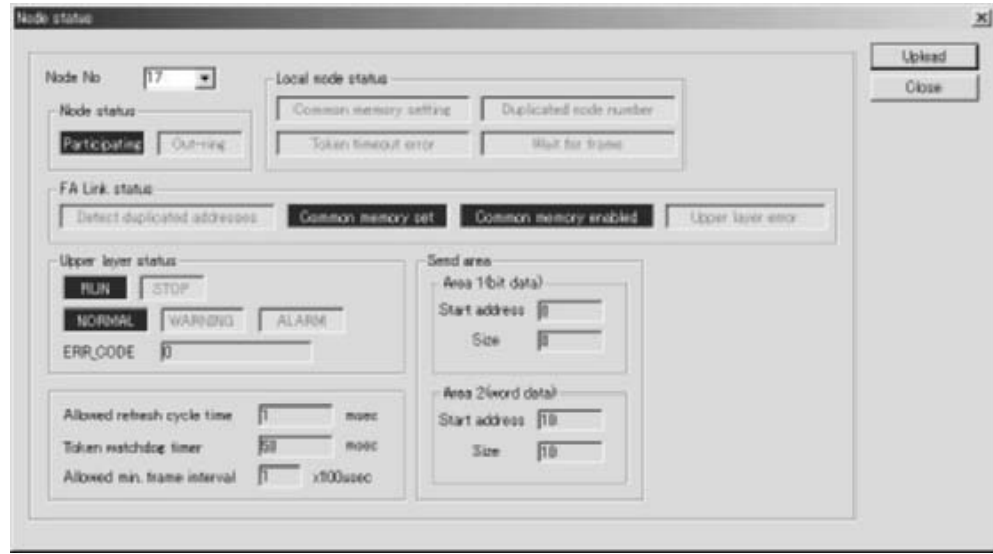 Node status
Upload
Close
Node No 17
Local node status
Common memory setting Duplicated node number
Token timeout error Wait for frame
Node status
Participating Out-ring
FA Link status
Detect duplicated addresses Common memory set Common memory enabled Upper layer error
Upper layer status
RUN STOP
NORMAL WARNING ALARM
ERR_CODE 0
Send area
Area 1(bit data)
Start address
Size
Area 2(word data)
Start address 10
Size 10
Allowed refresh cycle time 1 msec
Token watchdog timer 50 msec
Allowed min. frame interval 1 x100usec